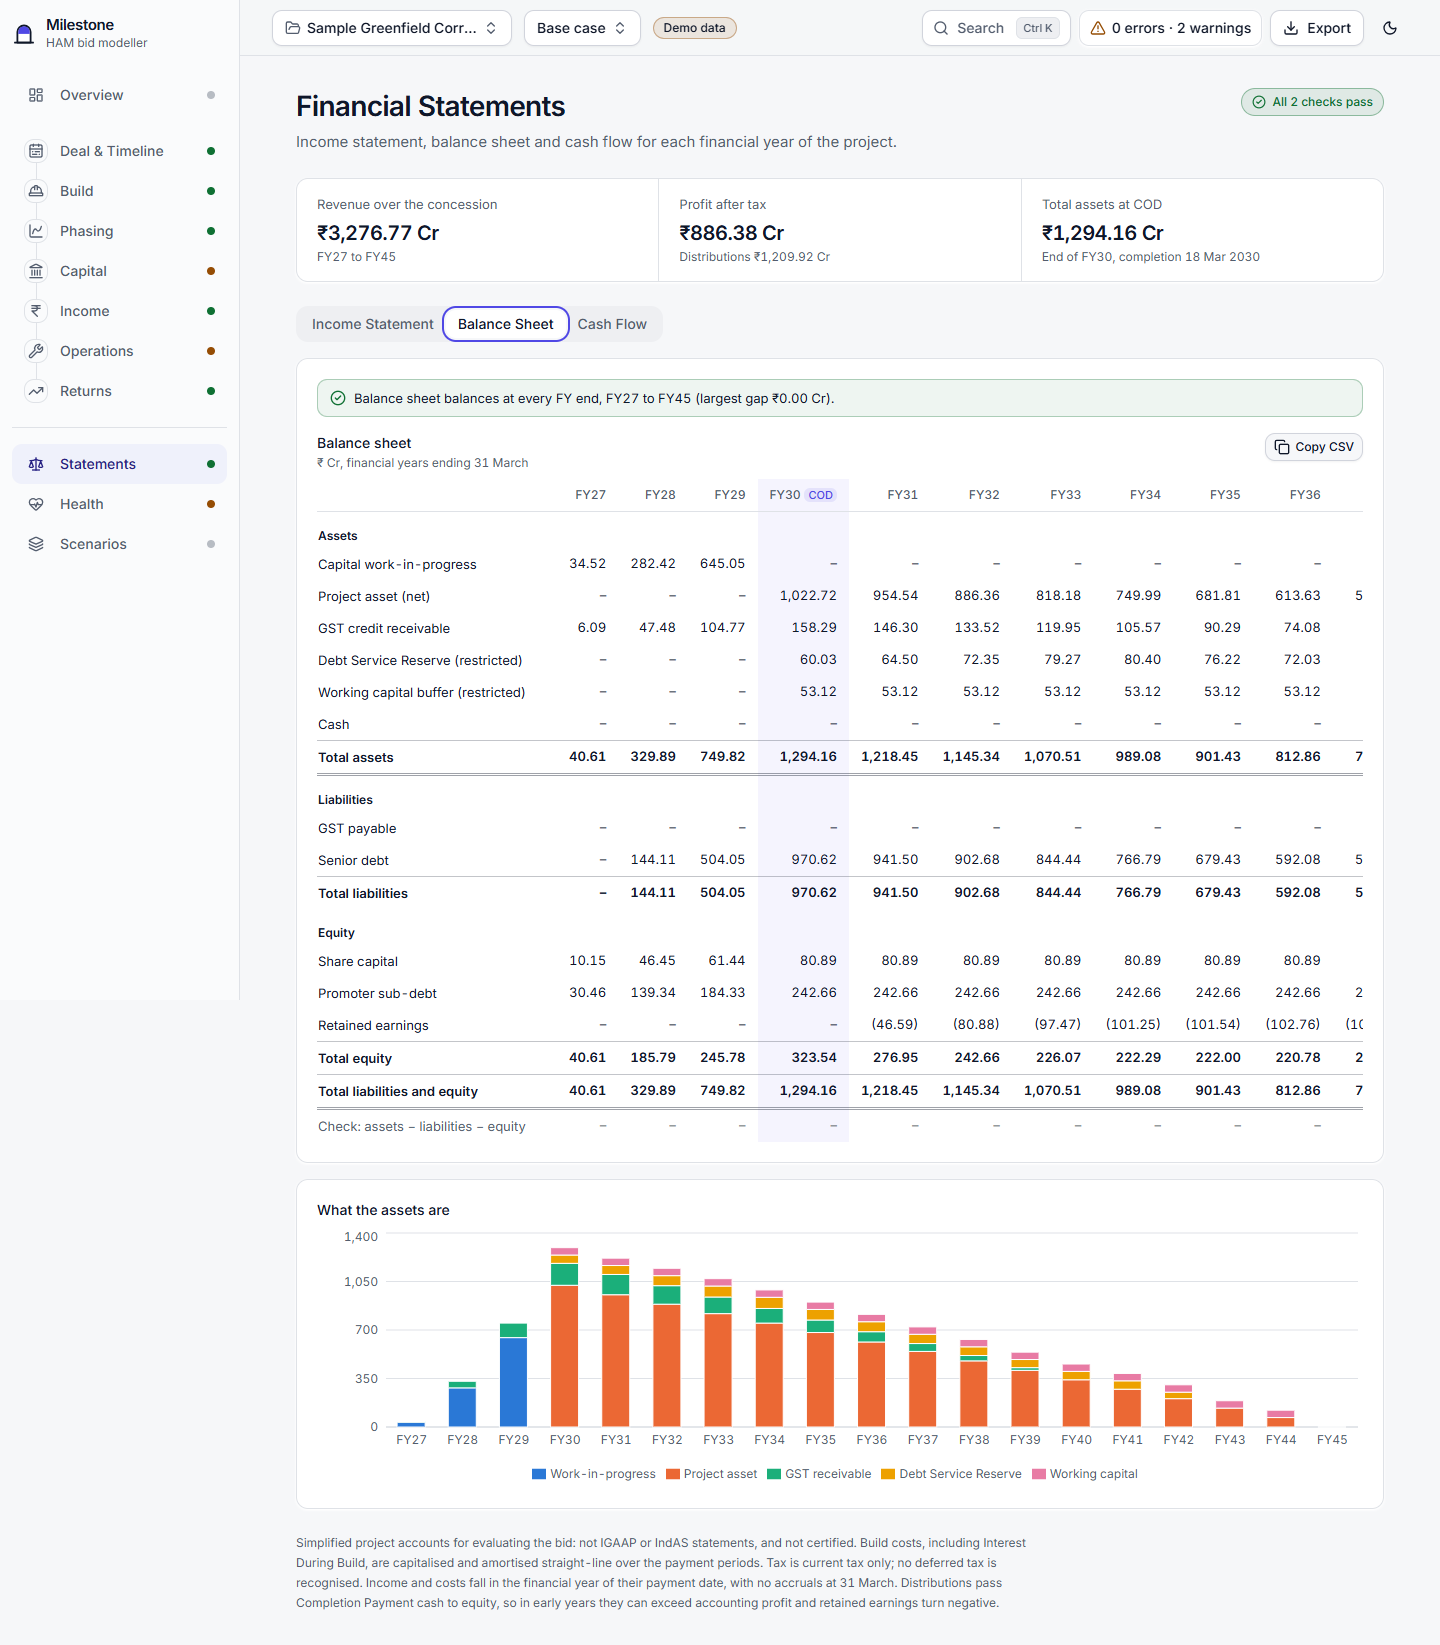 Milestone
HAM bid modeller
Sample Greenfield Corr...
Base case
Demo data
Search Ctrl K
0 errors · 2 warnings
Export
Overview
Deal & Timeline
Build
Phasing
Capital
Income
Operations
Returns
Statements
Health
Scenarios
Financial Statements
All 2 checks pass
Income statement, balance sheet and cash flow for each financial year of the project.
Revenue over the concession
₹3,276.77 Cr
FY27 to FY45
Profit after tax
₹886.38 Cr
Distributions ₹1,209.92 Cr
Total assets at COD
₹1,294.16 Cr
End of FY30, completion 18 Mar 2030
Income Statement Balance Sheet Cash Flow
Balance sheet balances at every FY end, FY27 to FY45 (largest gap ₹0.00 Cr).
Balance sheet
₹ Cr, financial years ending 31 March
Copy CSV
FY27 FY28 FY29 FY30 COD FY31 FY32 FY33 FY34 FY35 FY36
Assets
Capital work-in-progress 34.52 282.42 645.05 – – – – – – –
Project asset (net) – – – 1,022.72 954.54 886.36 818.18 749.99 681.81 613.63 5
GST credit receivable 6.09 47.48 104.77 158.29 146.30 133.52 119.95 105.57 90.29 74.08
Debt Service Reserve (restricted) – – – 60.03 64.50 72.35 79.27 80.40 76.22 72.03
Working capital buffer (restricted) – – – 53.12 53.12 53.12 53.12 53.12 53.12 53.12
Cash – – – – – – – – – –
Total assets 40.61 329.89 749.82 1,294.16 1,218.45 1,145.34 1,070.51 989.08 901.43 812.86 7
Liabilities
GST payable – – – – – – – – – –
Senior debt – 144.11 504.05 970.62 941.50 902.68 844.44 766.79 679.43 592.08 5
Total liabilities – 144.11 504.05 970.62 941.50 902.68 844.44 766.79 679.43 592.08 5
Equity
Share capital 10.15 46.45 61.44 80.89 80.89 80.89 80.89 80.89 80.89 80.89
Promoter sub-debt 30.46 139.34 184.33 242.66 242.66 242.66 242.66 242.66 242.66 242.66 2
Retained earnings – – – – (46.59) (80.88) (97.47) (101.25) (101.54) (102.76) (10
Total equity 40.61 185.79 245.78 323.54 276.95 242.66 226.07 222.29 222.00 220.78 2
Total liabilities and equity 40.61 329.89 749.82 1,294.16 1,218.45 1,145.34 1,070.51 989.08 901.43 812.86 7
Check: assets – liabilities – equity – – – – – – – – – –
What the assets are
1,400
1,050
700
350
0
FY27 FY28 FY29 FY30 FY31 FY32 FY33 FY34 FY35 FY36 FY37 FY38 FY39 FY40 FY41 FY42 FY43 FY44 FY45
Work-in-progress Project asset GST receivable Debt Service Reserve Working capital
Simplified project accounts for evaluating the bid: not IGAAP or IndAS statements, and not certified. Build costs, including Interest
During Build, are capitalised and amortised straight-line over the payment periods. Tax is current tax only; no deferred tax is
recognised. Income and costs fall in the financial year of their payment date, with no accruals at 31 March. Distributions pass
Completion Payment cash to equity, so in early years they can exceed accounting profit and retained earnings turn negative.